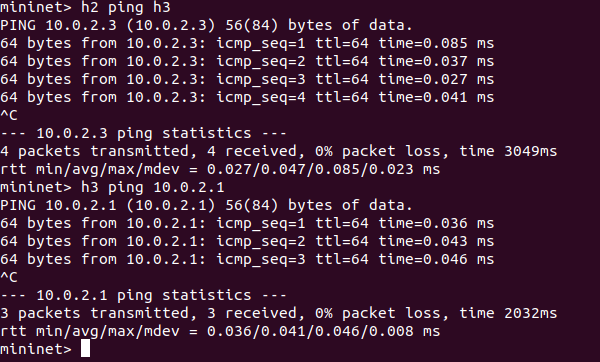 mininet> h2 ping h3
PING 10.0.2.3 (10.0.2.3) 56(84) bytes of data.
64 bytes from 10.0.2.3: icmp_seq=1 ttl=64 time=0.085 ms
64 bytes from 10.0.2.3: icmp_seq=2 ttl=64 time=0.037 ms
64 bytes from 10.0.2.3: icmp_seq=3 ttl=64 time=0.027 ms
64 bytes from 10.0.2.3: icmp_seq=4 ttl=64 time=0.041 ms
^C
--- 10.0.2.3 ping statistics ---
4 packets transmitted, 4 received, 0% packet loss, time 3049ms
rtt min/avg/max/mdev = 0.027/0.047/0.085/0.023 ms
mininet> h3 ping 10.0.2.1
PING 10.0.2.1 (10.0.2.1) 56(84) bytes of data.
64 bytes from 10.0.2.1: icmp_seq=1 ttl=64 time=0.036 ms
64 bytes from 10.0.2.1: icmp_seq=2 ttl=64 time=0.043 ms
64 bytes from 10.0.2.1: icmp_seq=3 ttl=64 time=0.046 ms
^C
--- 10.0.2.1 ping statistics ---
3 packets transmitted, 3 received, 0% packet loss, time 2032ms
rtt min/avg/max/mdev = 0.036/0.041/0.046/0.008 ms
mininet>